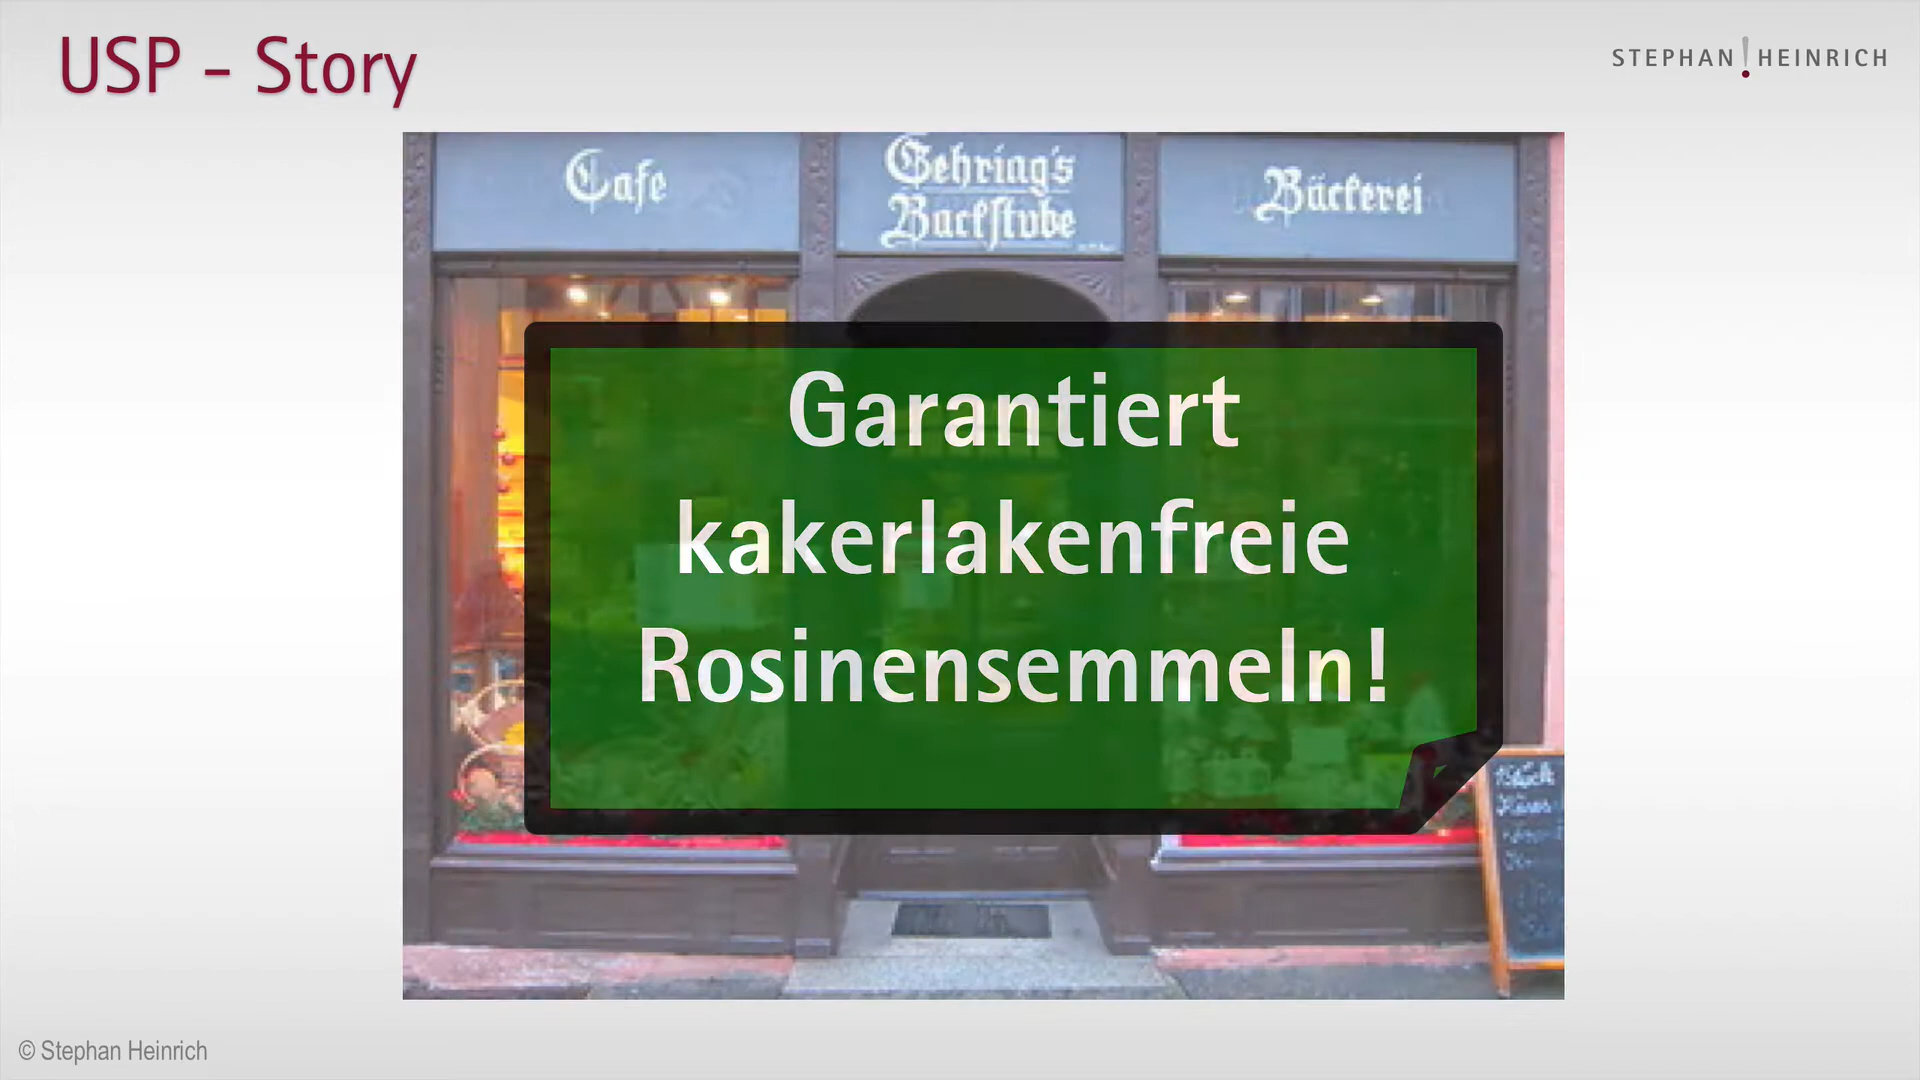 USP - Story
STEPHAN HEINRICH
Cafe
Gehring's
Backstube
Bäckerei
Garantiert
kakerlakenfreie
Rosinensemmeln!
© Stephan Heinrich